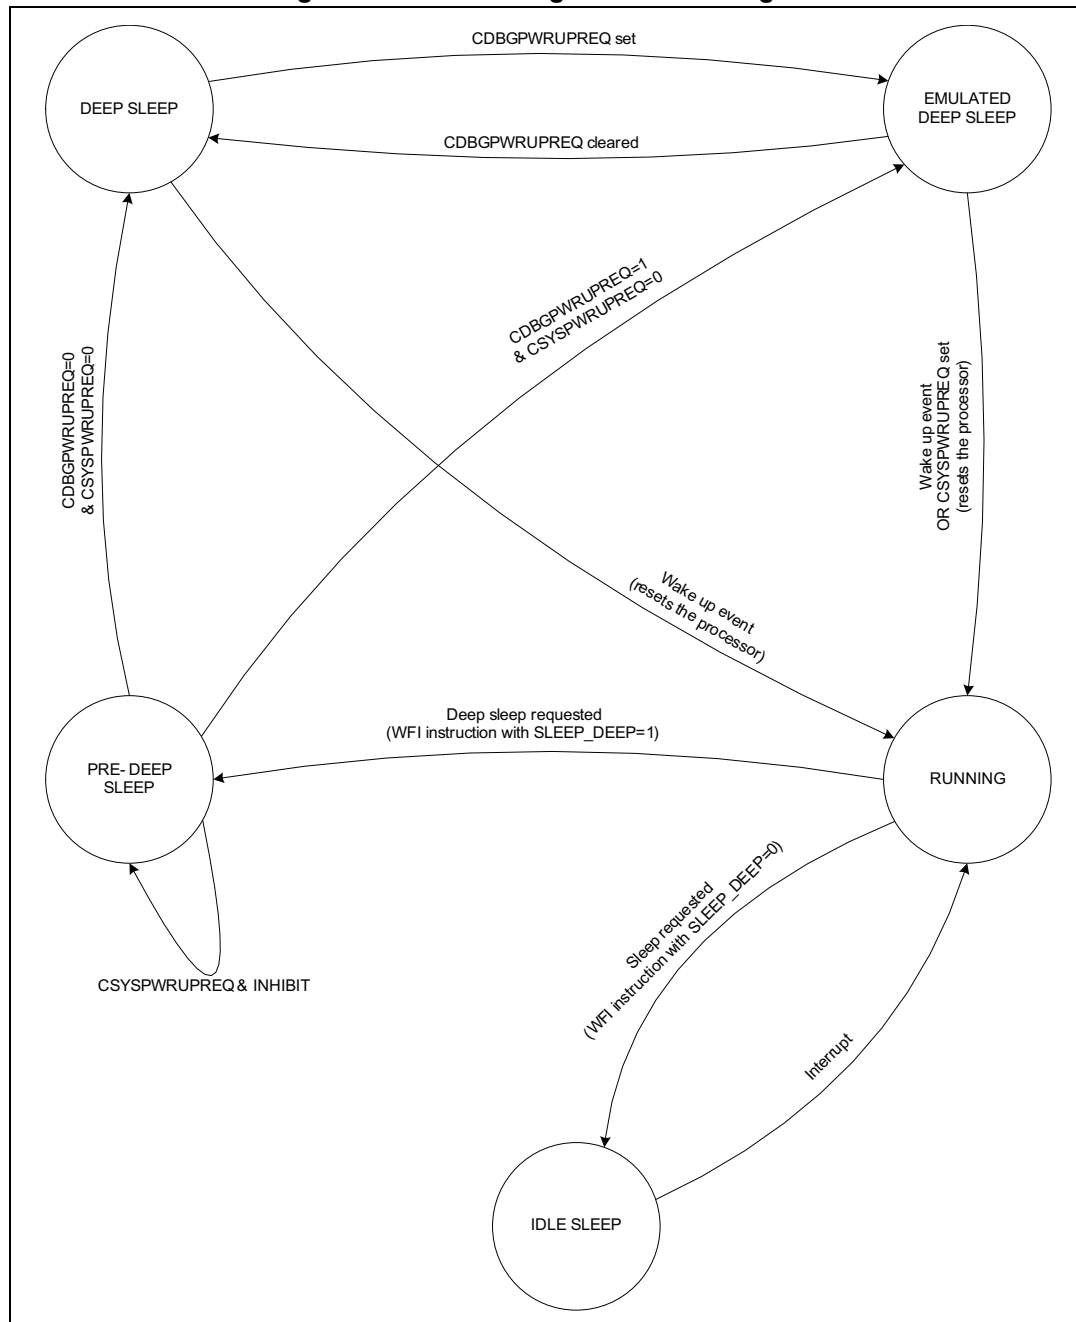 CDBGPWRUPREQ set
DEEP SLEEP
EMULATED
DEEP SLEEP
CDBGPWRUPREQ cleared
CDBGPWRUPREQ=1
& CSYSPWRUPREQ=0
CDBGPWRUPREQ=0
& CSYSPWRUPREQ=0
Wake up event
OR CSYSPWRUPREQ set
(resets the processor)
Wake up event
(resets the processor)
Deep sleep requested
(WFI instruction with SLEEP_DEEP=1)
PRE- DEEP
SLEEP
RUNNING
Sleep requested
(WFI instruction with SLEEP_DEEP=0)
CSYSPWRUPREQ & INHIBIT
Interrupt
IDLE SLEEP